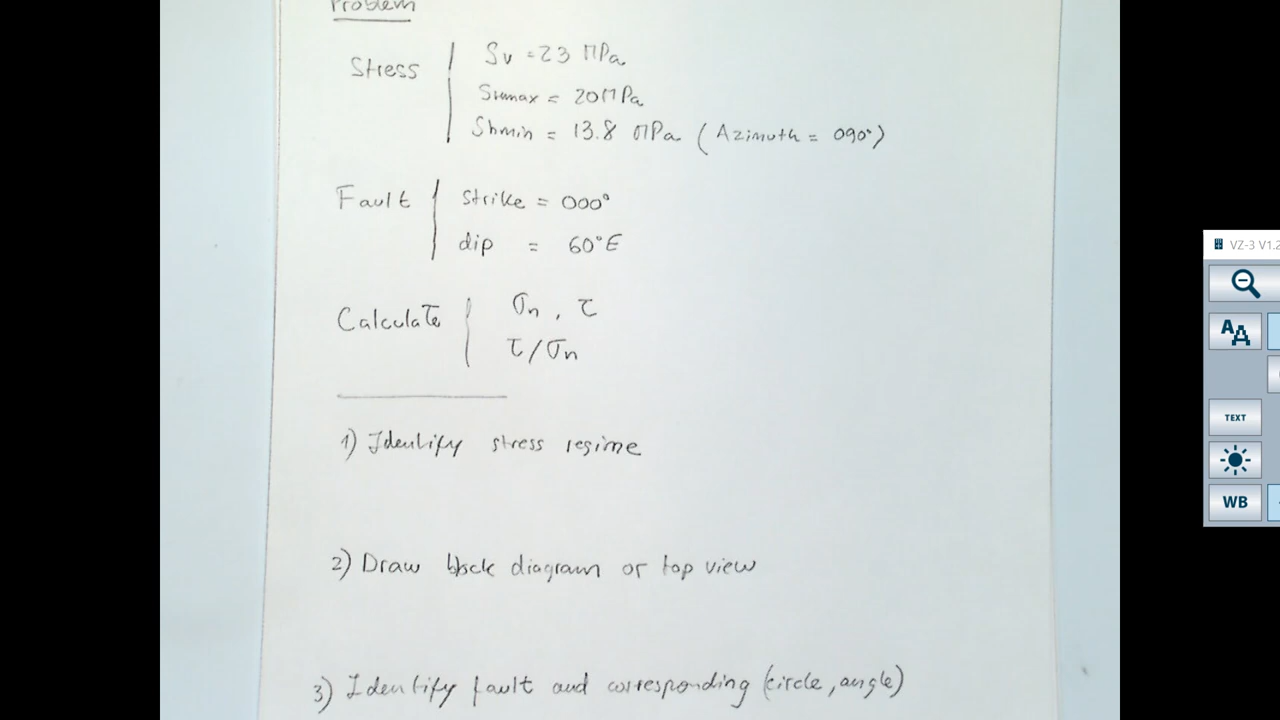 Problem
Stress
Sv = 23 MPa
SHmax = 20 MPa
Shmin = 13.8 MPa (Azimuth = 090°)
Fault
strike = 000°
dip = 60°E
Calculate
σn, τ
τ/σn
1) Identify stress regime
2) Draw block diagram or top view
3) Identify fault and corresponding (circle, angle)
VZ-3 V1.2
AA
TEXT
WB